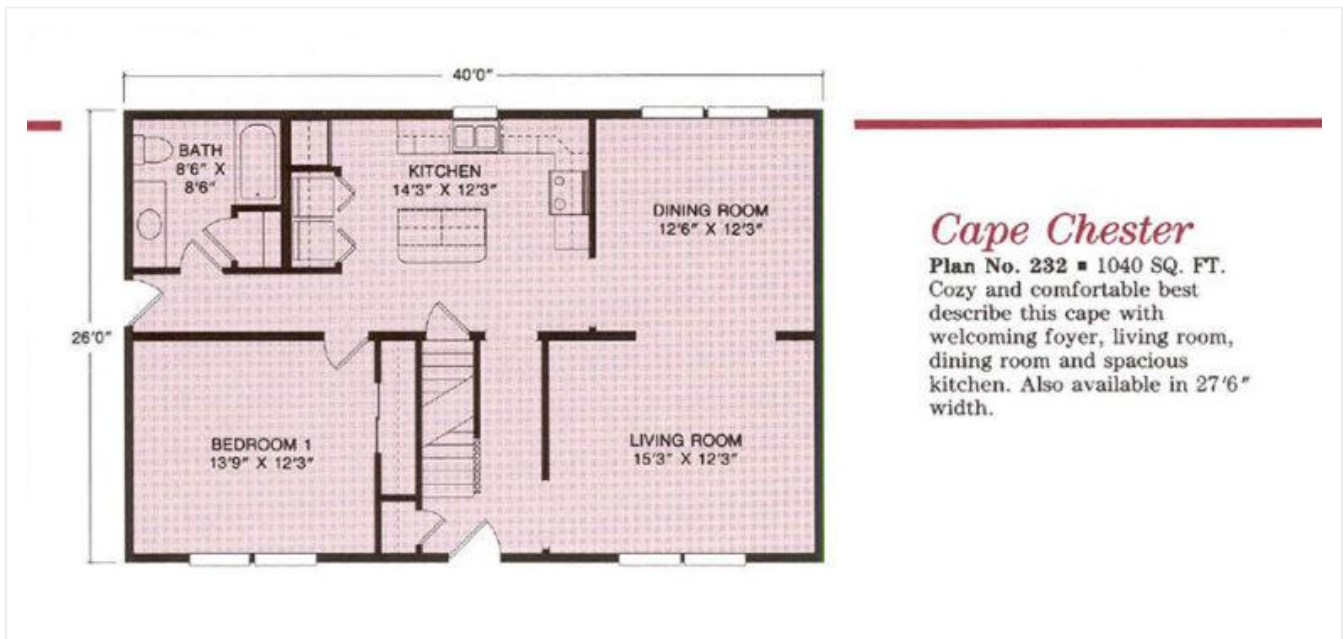 40'0"
BATH
8'6" X
8'6"
KITCHEN
14'3" X 12'3"
DINING ROOM
12'6" X 12'3"
26'0"
BEDROOM 1
13'9" X 12'3"
LIVING ROOM
15'3" X 12'3"
Cape Chester
Plan No. 232 ▪ 1040 SQ. FT.
Cozy and comfortable best
describe this cape with
welcoming foyer, living room,
dining room and spacious
kitchen. Also available in 27'6"
width.